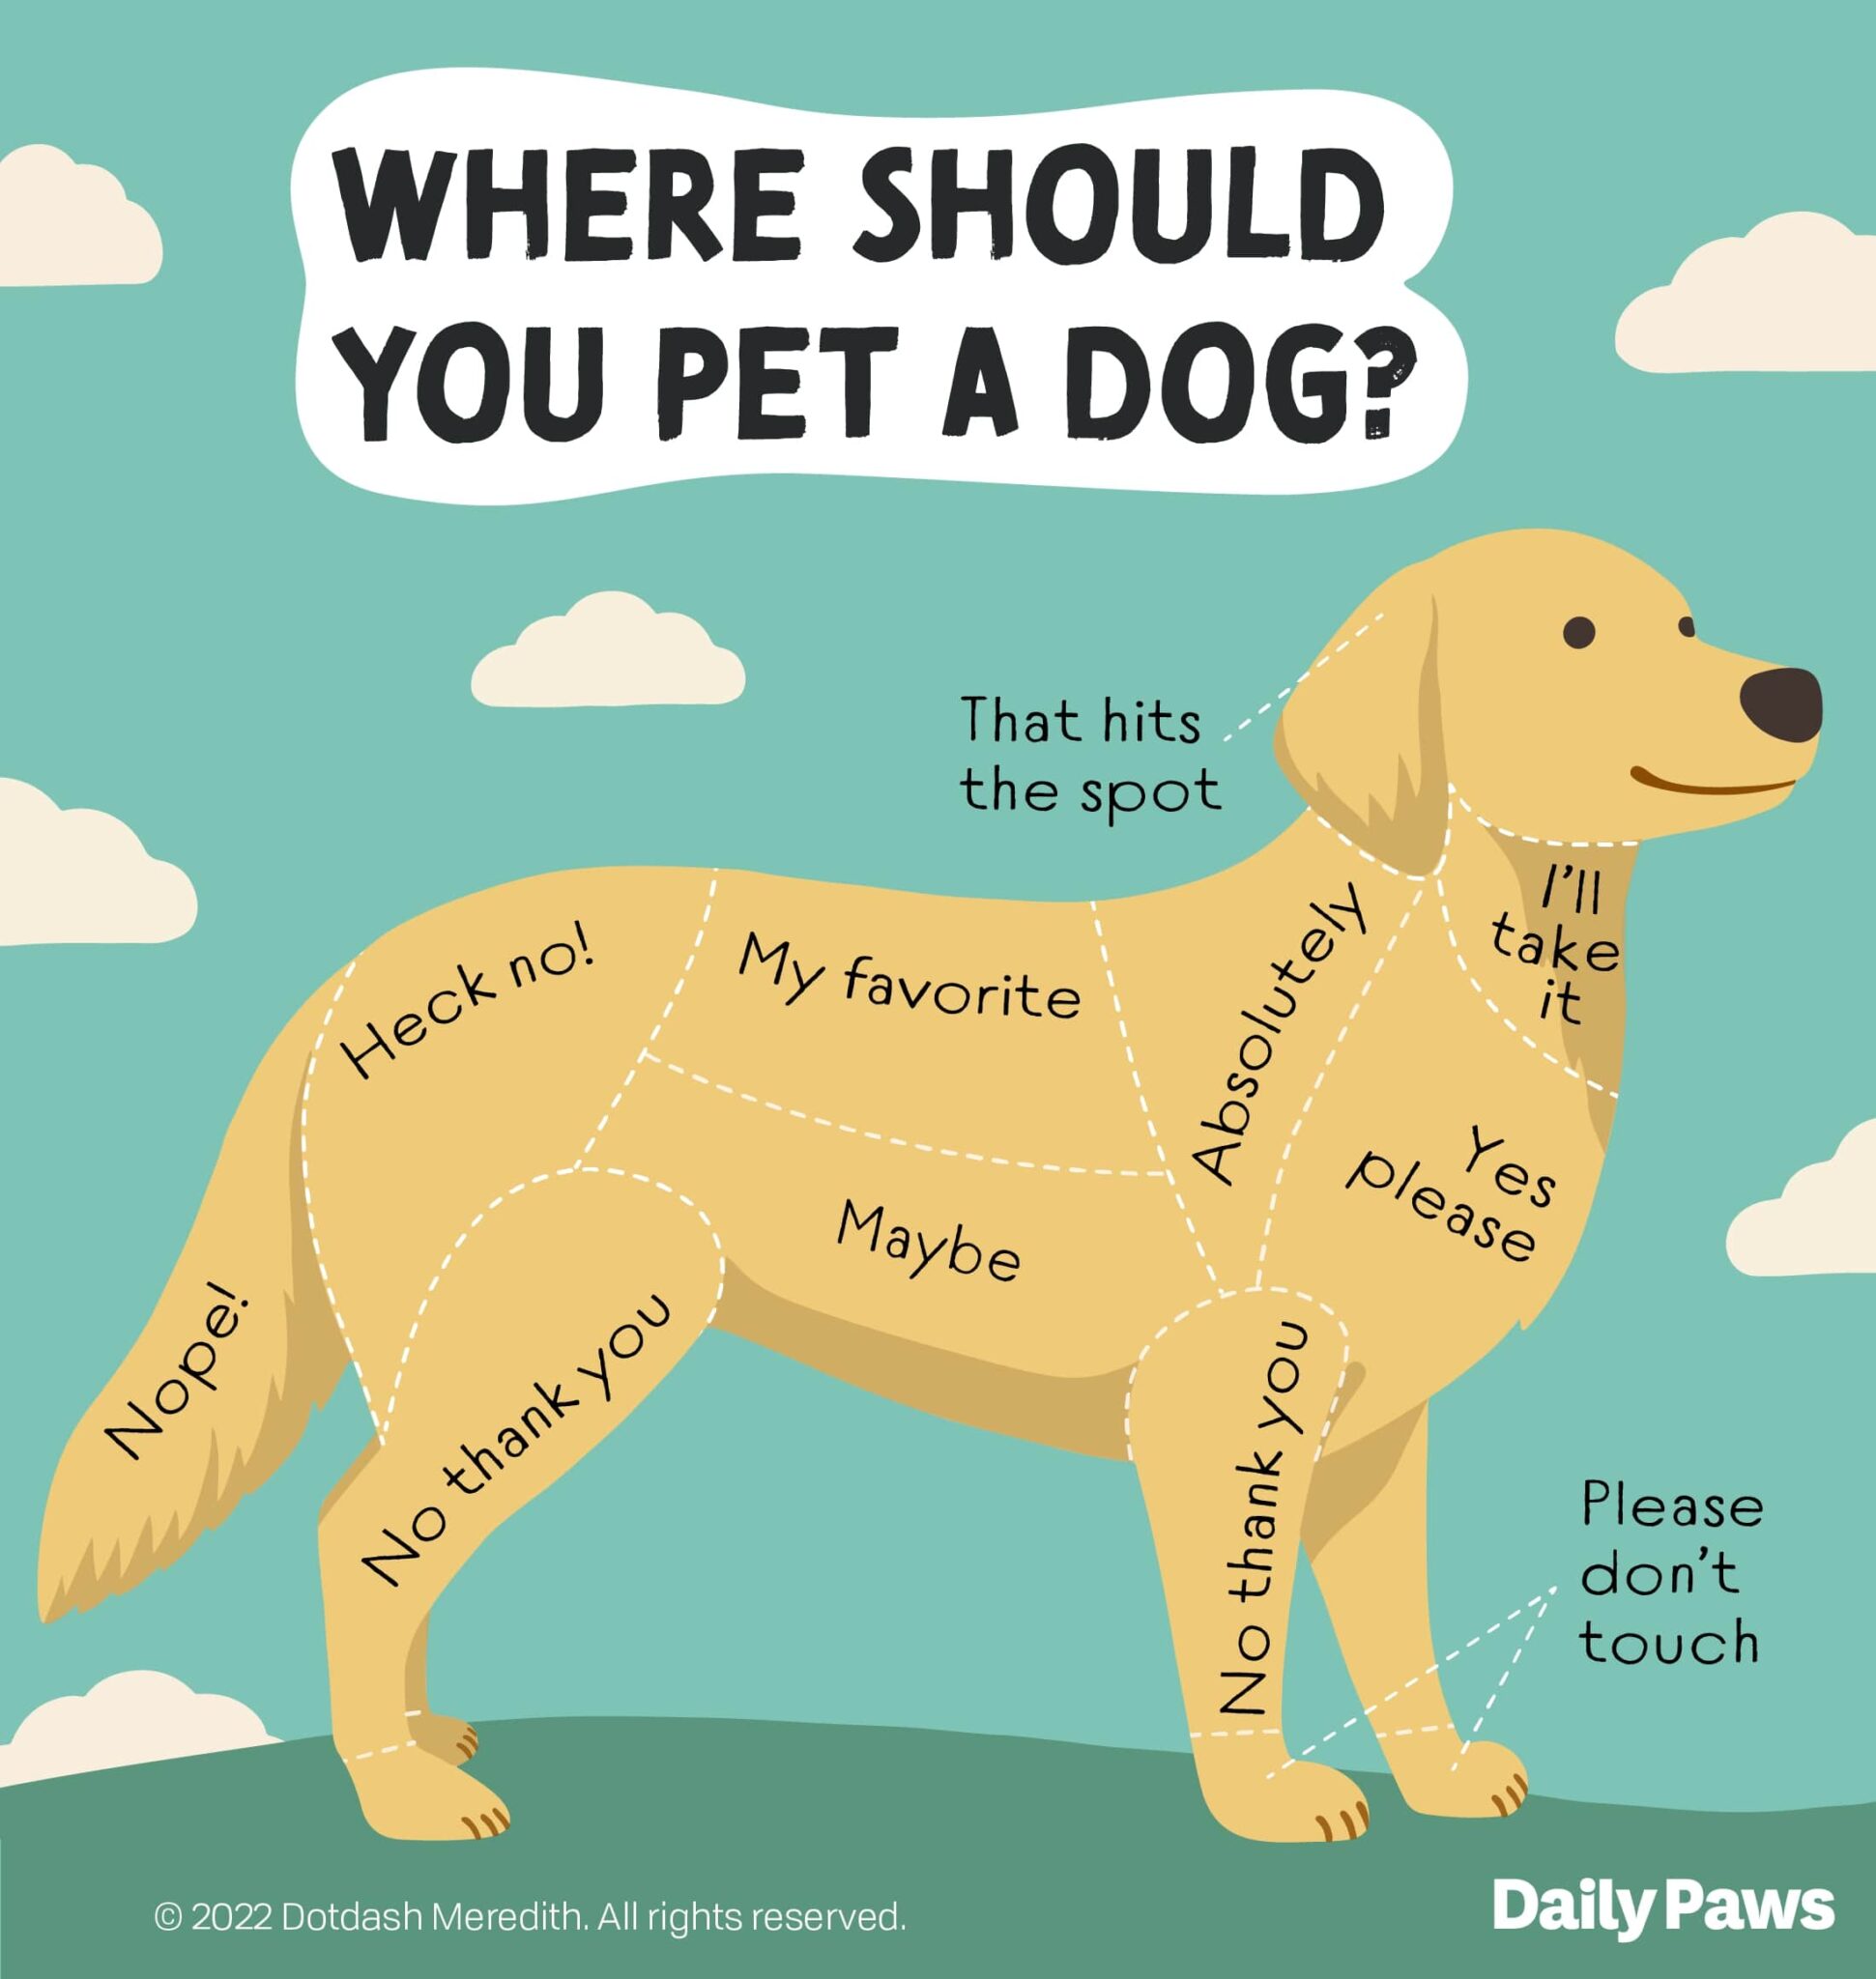 WHERE SHOULD
YOU PET A DOG?
That hits
the spot
I'll
take
it
Heck no!
My favorite
Absolutely
Yes
please
Maybe
Nope!
No thank you
No thank you
Please
don't
touch
© 2022 Dotdash Meredith. All rights reserved.
Daily Paws